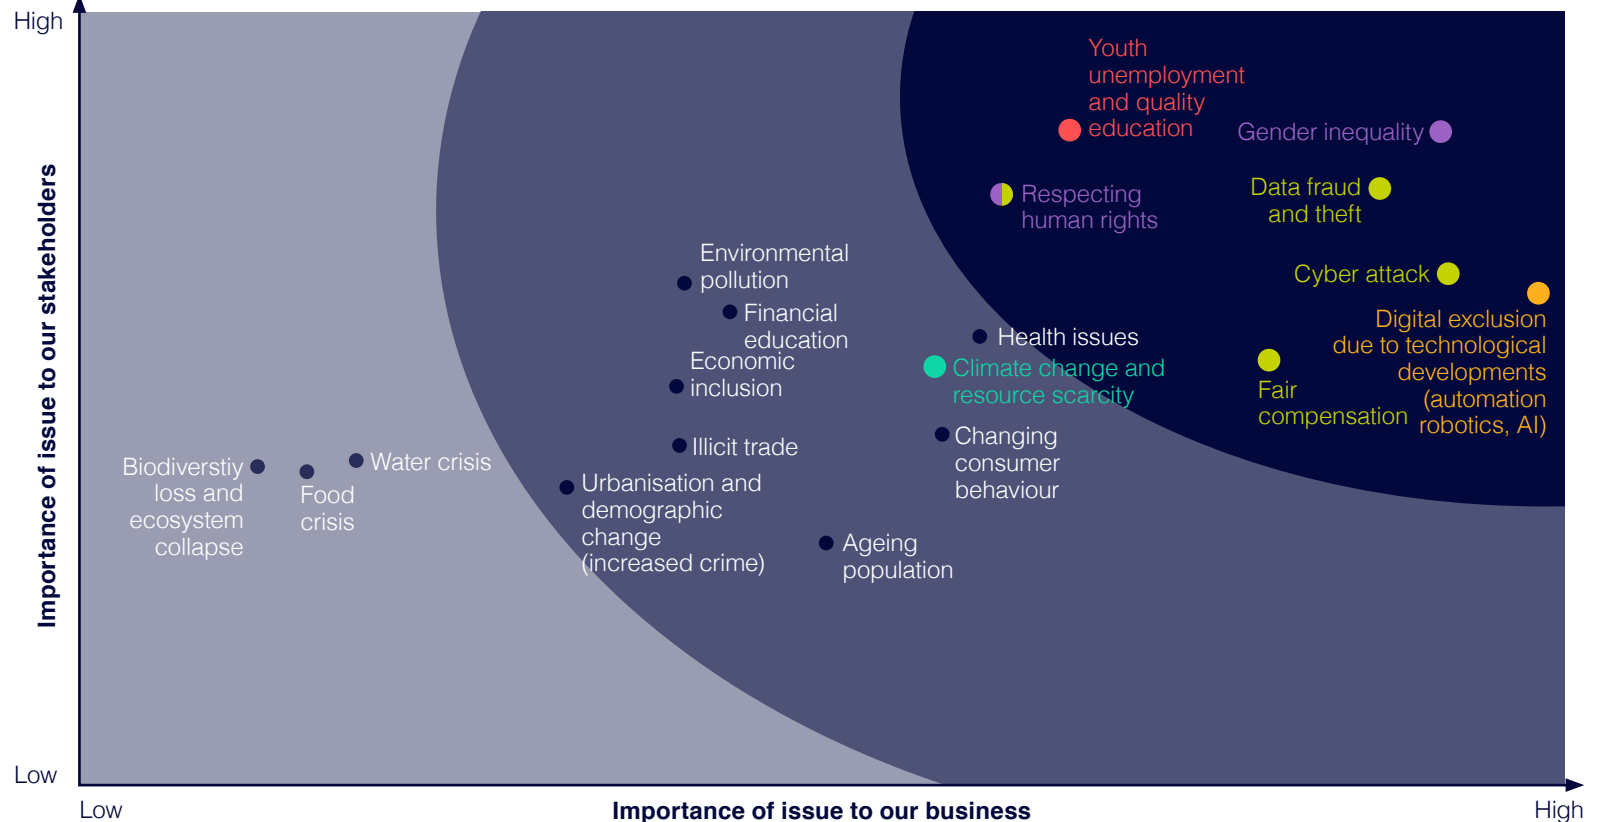 High
Importance of issue to our stakeholders
Low
Low
Importance of issue to our business
High
Youth
unemployment
and quality
education
Gender inequality
Respecting
human rights
Data fraud
and theft
Cyber attack
Digital exclusion
due to technological
developments
(automation
robotics, AI)
Fair
compensation
Environmental
pollution
Financial
education
Economic
inclusion
Health issues
Climate change and
resource scarcity
Illicit trade
Changing
consumer
behaviour
Urbanisation and
demographic
change
(increased crime)
Ageing
population
Biodiverstiy
loss and
ecosystem
collapse
Food
crisis
Water crisis